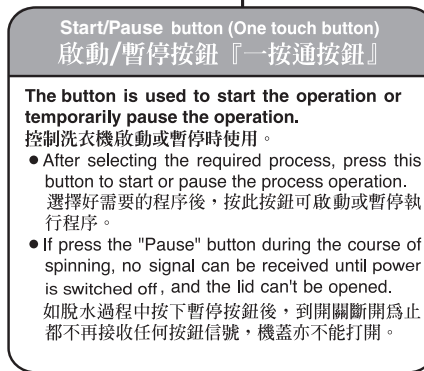 Start/Pause button (One touch button)
啟動/暫停按鈕『一按通按鈕』
The button is used to start the operation or
temporarily pause the operation.
控制洗衣機啟動或暫停時使用。
● After selecting the required process, press this
button to start or pause the process operation.
選擇好需要的程序後，按此按鈕可啟動或暫停執
行程序。
● If press the "Pause" button during the course of
spinning, no signal can be received until power
is switched off, and the lid can't be opened.
如脫水過程中按下暫停按鈕後，到開關斷開爲止
都不再接收任何按鈕信號，機蓋亦不能打開。